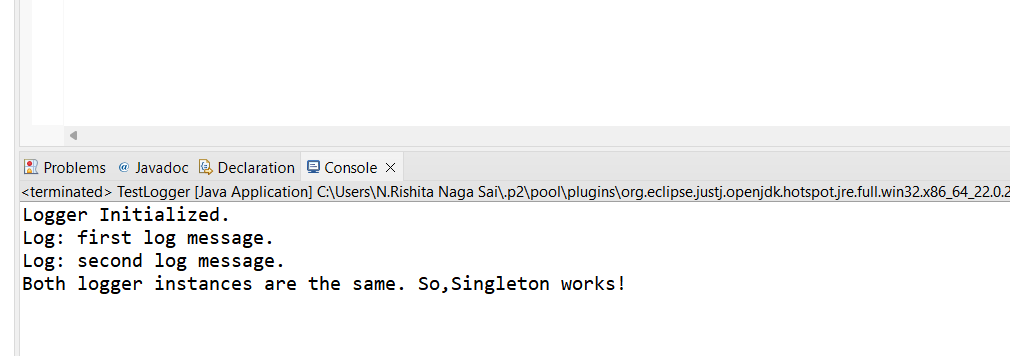 Problems @ Javadoc Declaration Console
<terminated> TestLogger [Java Application] C:\Users\N.Rishita Naga Sai\.p2\pool\plugins\org.eclipse.justj.openjdk.hotspot.jre.full.win32.x86_64_22.0.2
Logger Initialized.
Log: first log message.
Log: second log message.
Both logger instances are the same. So,Singleton works!